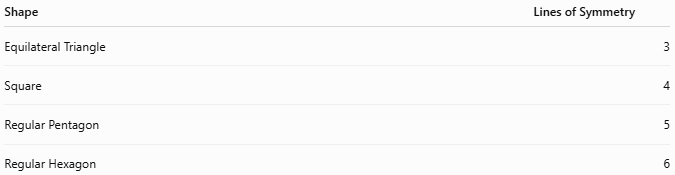 Shape Lines of Symmetry
Equilateral Triangle 3
Square 4
Regular Pentagon 5
Regular Hexagon 6